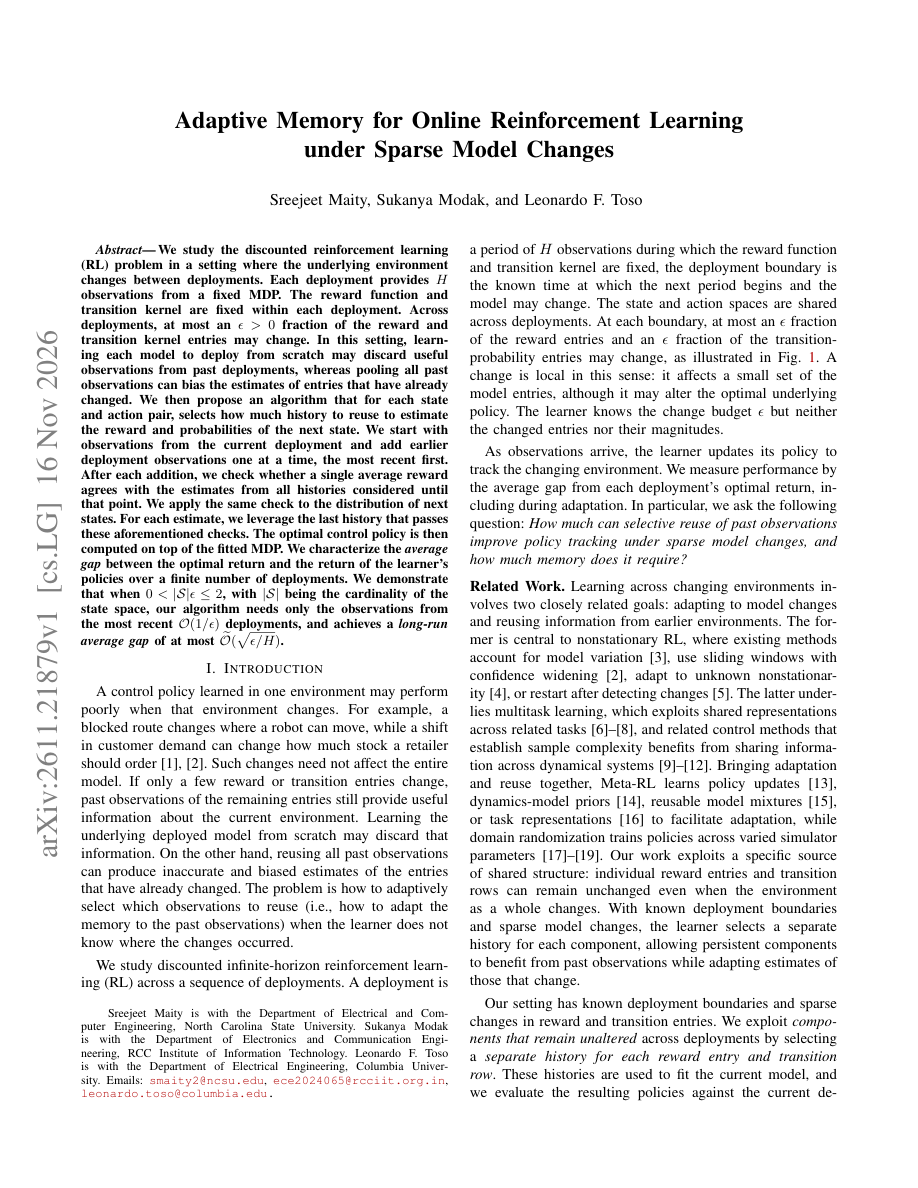 Adaptive Memory for Online Reinforcement Learning
under Sparse Model Changes
Sreejeet Maity, Sukanya Modak, and Leonardo F. Toso
arXiv:2611.21879v1 [cs.LG] 16 Nov 2026
Abstract—We study the discounted reinforcement learning
(RL) problem in a setting where the underlying environment
changes between deployments. Each deployment provides H
observations from a fixed MDP. The reward function and
transition kernel are fixed within each deployment. Across
deployments, at most an ϵ > 0 fraction of the reward and
transition kernel entries may change. In this setting, learn-
ing each model to deploy from scratch may discard useful
observations from past deployments, whereas pooling all past
observations can bias the estimates of entries that have already
changed. We then propose an algorithm that for each state
and action pair, selects how much history to reuse to estimate
the reward and probabilities of the next state. We start with
observations from the current deployment and add earlier
deployment observations one at a time, the most recent first.
After each addition, we check whether a single average reward
agrees with the estimates from all histories considered until
that point. We apply the same check to the distribution of next
states. For each estimate, we leverage the last history that passes
these aforementioned checks. The optimal control policy is then
computed on top of the fitted MDP. We characterize the average
gap between the optimal return and the return of the learner's
policies over a finite number of deployments. We demonstrate
that when 0 < |S|ϵ ≤ 2, with |S| being the cardinality of the
state space, our algorithm needs only the observations from
the most recent O(1/ϵ) deployments, and achieves a long-run
average gap of at most Õ(√ϵ/H).
I. INTRODUCTION
A control policy learned in one environment may perform
poorly when that environment changes. For example, a
blocked route changes where a robot can move, while a shift
in customer demand can change how much stock a retailer
should order [1], [2]. Such changes need not affect the entire
model. If only a few reward or transition entries change,
past observations of the remaining entries still provide useful
information about the current environment. Learning the
underlying deployed model from scratch may discard that
information. On the other hand, reusing all past observations
can produce inaccurate and biased estimates of the entries
that have already changed. The problem is how to adaptively
select which observations to reuse (i.e., how to adapt the
memory to the past observations) when the learner does not
know where the changes occurred.
We study discounted infinite-horizon reinforcement learn-
ing (RL) across a sequence of deployments. A deployment is
Sreejeet Maity is with the Department of Electrical and Com-
puter Engineering, North Carolina State University. Sukanya Modak
is with the Department of Electronics and Communication Engi-
neering, RCC Institute of Information Technology. Leonardo F. Toso
is with the Department of Electrical Engineering, Columbia Univer-
sity. Emails: smaity2@ncsu.edu, ece2024065@rcciit.org.in,
leonardo.toso@columbia.edu.
a period of H observations during which the reward function
and transition kernel are fixed, the deployment boundary is
the known time at which the next period begins and the
model may change. The state and action spaces are shared
across deployments. At each boundary, at most an ϵ fraction
of the reward entries and an ϵ fraction of the transition-
probability entries may change, as illustrated in Fig. 1. A
change is local in this sense: it affects a small set of the
model entries, although it may alter the optimal underlying
policy. The learner knows the change budget ϵ but neither
the changed entries nor their magnitudes.
As observations arrive, the learner updates its policy to
track the changing environment. We measure performance by
the average gap from each deployment's optimal return, in-
cluding during adaptation. In particular, we ask the following
question: How much can selective reuse of past observations
improve policy tracking under sparse model changes, and
how much memory does it require?
Related Work. Learning across changing environments in-
volves two closely related goals: adapting to model changes
and reusing information from earlier environments. The for-
mer is central to nonstationary RL, where existing methods
account for model variation [3], use sliding windows with
confidence widening [2], adapt to unknown nonstationar-
ity [4], or restart after detecting changes [5]. The latter under-
lies multitask learning, which exploits shared representations
across related tasks [6]–[8], and related control methods that
establish sample complexity benefits from sharing informa-
tion across dynamical systems [9]–[12]. Bringing adaptation
and reuse together, Meta-RL learns policy updates [13],
dynamics-model priors [14], reusable model mixtures [15],
or task representations [16] to facilitate adaptation, while
domain randomization trains policies across varied simulator
parameters [17]–[19]. Our work exploits a specific source
of shared structure: individual reward entries and transition
rows can remain unchanged even when the environment
as a whole changes. With known deployment boundaries
and sparse model changes, the learner selects a separate
history for each component, allowing persistent components
to benefit from past observations while adapting estimates of
those that change.
Our setting has known deployment boundaries and sparse
changes in reward and transition entries. We exploit compo-
nents that remain unaltered across deployments by selecting
a separate history for each reward entry and transition
row. These histories are used to fit the current model, and
we evaluate the resulting policies against the current de-